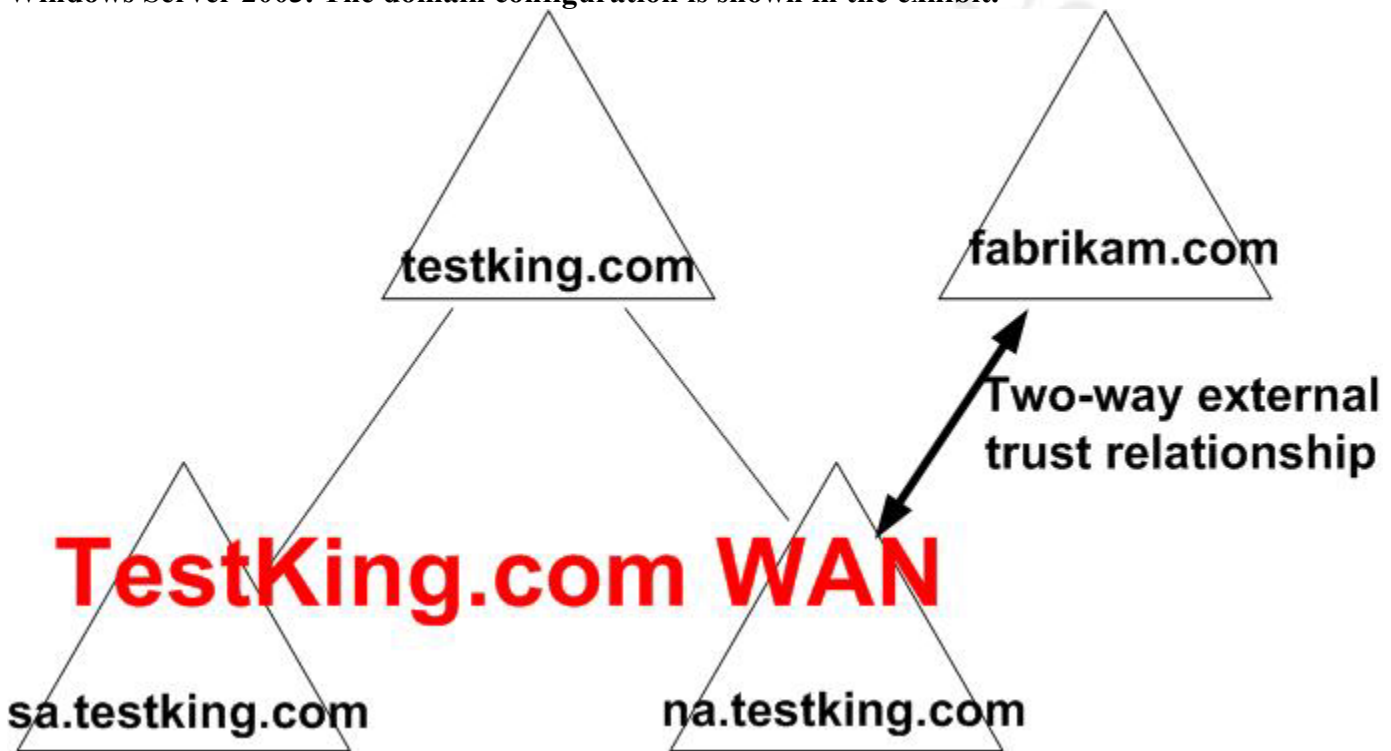 Windows Server 2003. The domain configuration is shown in the exhibit.
testking.com
fabrikam.com
Two-way external
trust relationship
TestKing.com WAN
sa.testking.com
na.testking.com